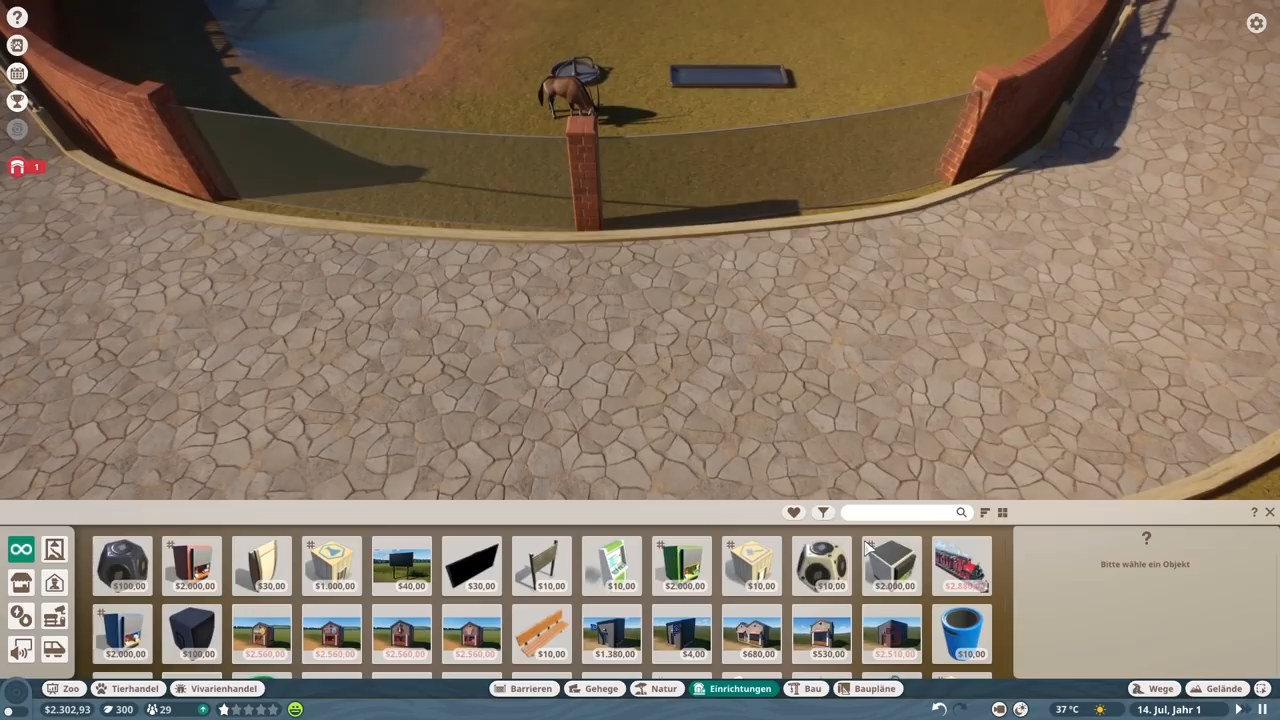 ?
1
?
Bitte wähle ein Objekt
$100,00
$2.000,00
$30,00
$1.000,00
$40,00
$30,00
$10,00
$10,00
$2.000,00
$10,00
$10,00
$2.000,00
$2.000,00
$100,00
$2.560,00
$2.560,00
$2.560,00
$2.560,00
$10,00
$1.380,00
$4,00
$680,00
$530,00
$2.510,00
$10,00
Zoo
Tierhandel
Vivarienhandel
Barrieren
Gehege
Natur
Einrichtungen
Bau
Baupläne
Wege
Gelände
$2.302,93
300
29
37 °C
14. Jul, Jahr 1